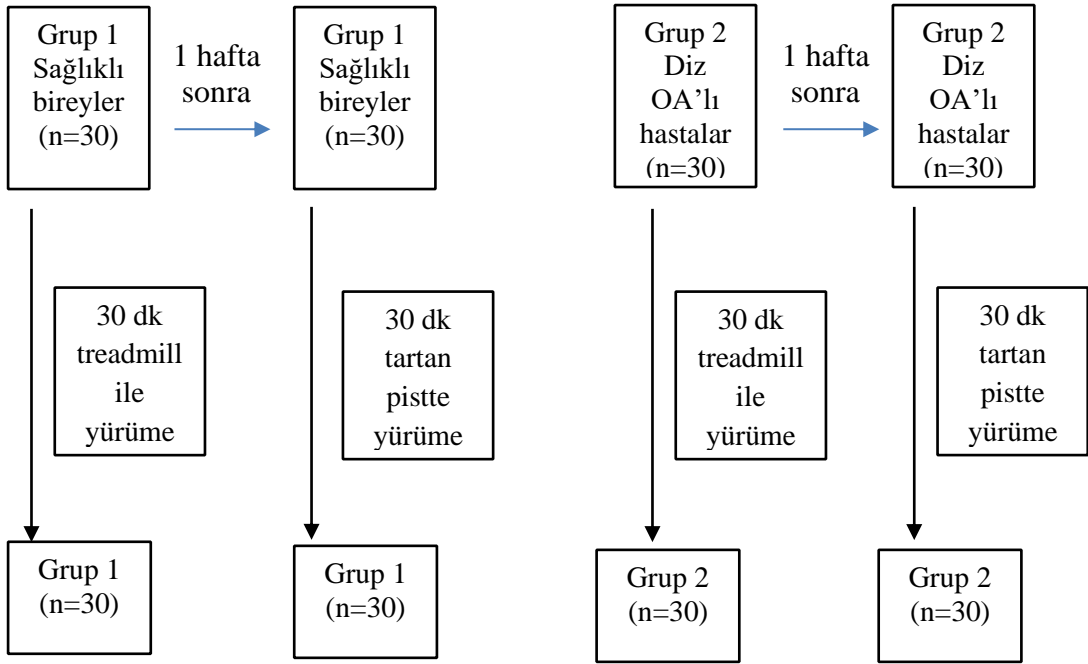 Grup 1
Sağlıklı
bireyler
(n=30)
1 hafta
sonra
Grup 1
Sağlıklı
bireyler
(n=30)
Grup 2
Diz
OA’lı
hastalar
(n=30)
1 hafta
sonra
Grup 2
Diz
OA’lı
hastalar
(n=30)
30 dk
treadmill
ile
yürüme
30 dk
tartan
pistte
yürüme
30 dk
treadmill
ile
yürüme
30 dk
tartan
pistte
yürüme
Grup 1
(n=30)
Grup 1
(n=30)
Grup 2
(n=30)
Grup 2
(n=30)